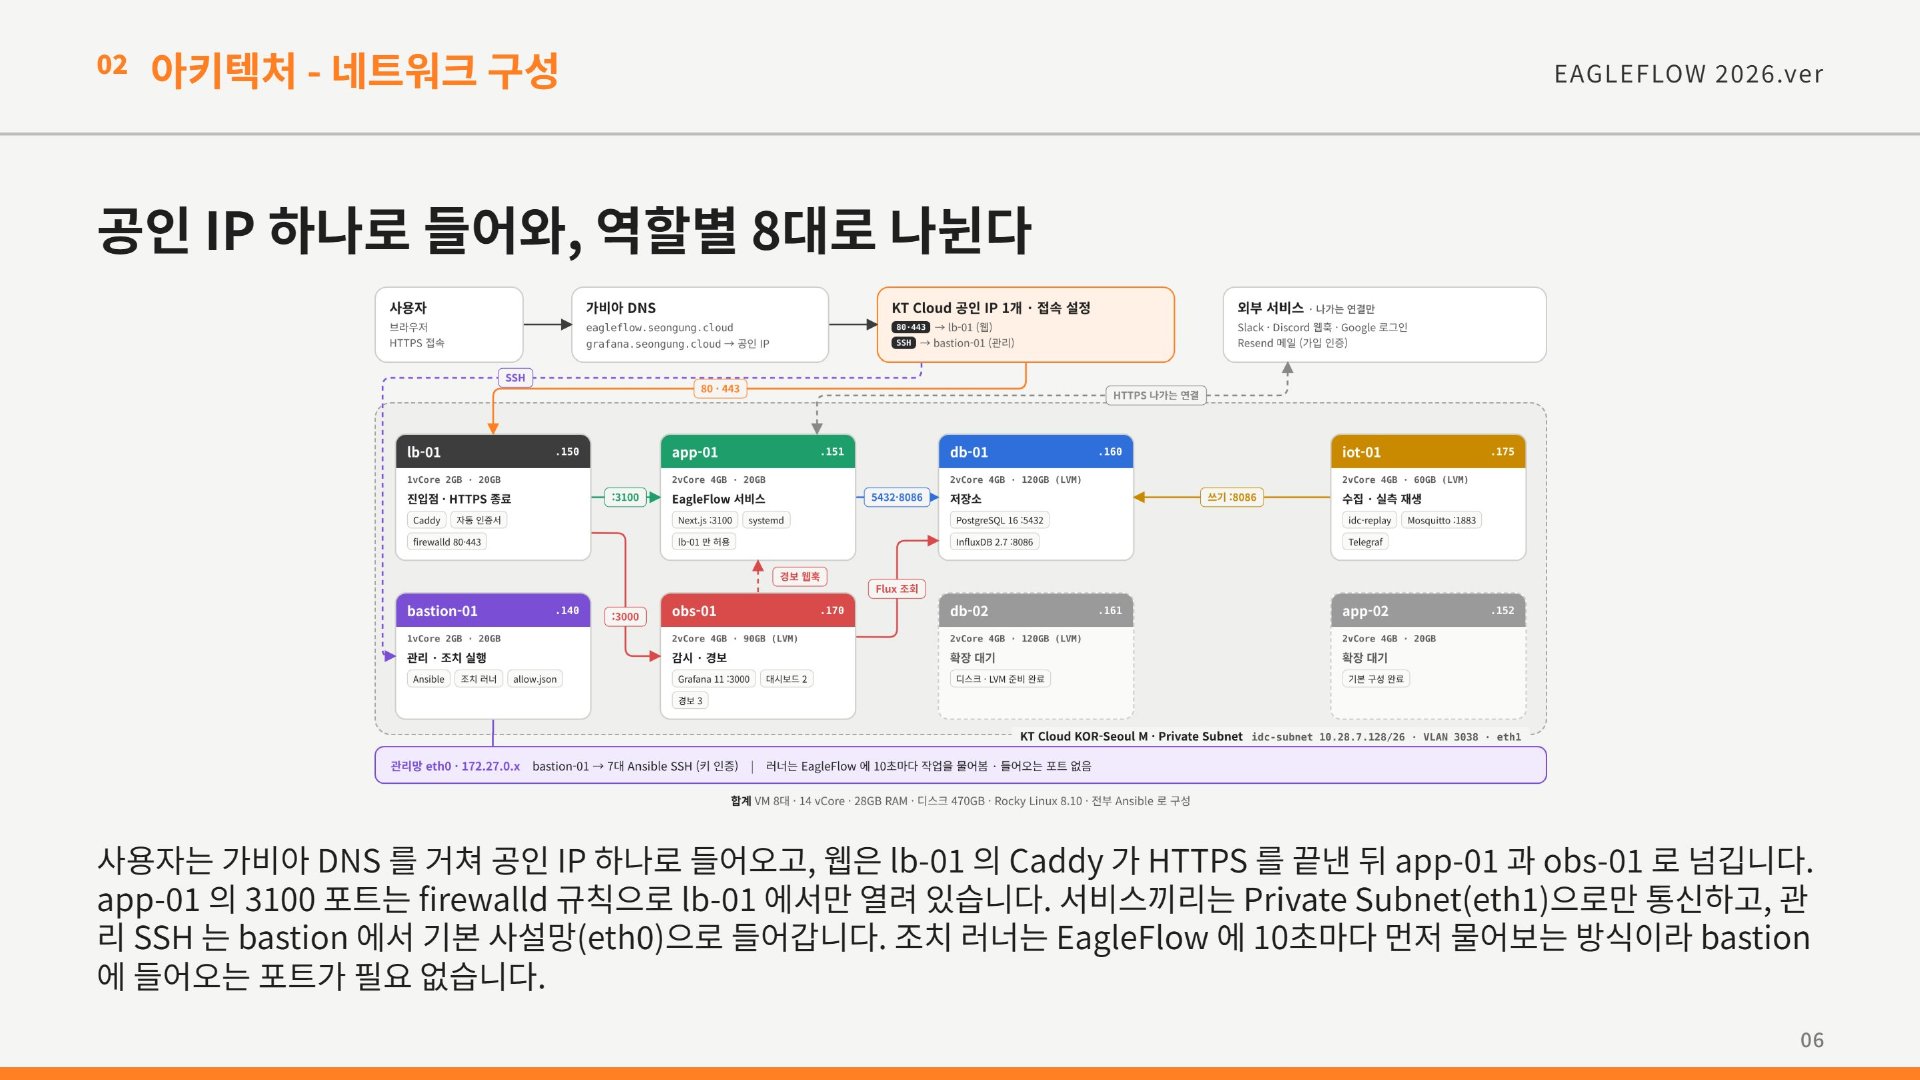 02 아키텍처 - 네트워크 구성
EAGLEFLOW 2026.ver
공인 IP 하나로 들어와, 역할별 8대로 나뉜다
사용자
브라우저
HTTPS 접속
가비아 DNS
eagleflow.seongung.cloud
grafana.seongung.cloud → 공인 IP
KT Cloud 공인 IP 1개 · 접속 설정
80·443 → lb-01 (웹)
SSH → bastion-01 (관리)
외부 서비스 · 나가는 연결만
Slack · Discord 웹훅 · Google 로그인
Resend 메일 (가입 인증)
SSH
80 · 443
HTTPS 나가는 연결
lb-01 .150
1vCore 2GB · 20GB
진입점 · HTTPS 종료
Caddy 자동 인증서
firewalld 80·443
:3100
app-01 .151
2vCore 4GB · 20GB
EagleFlow 서비스
Next.js :3100 systemd
lb-01 만 허용
5432·8086
db-01 .160
2vCore 4GB · 120GB (LVM)
저장소
PostgreSQL 16 :5432
InfluxDB 2.7 :8086
쓰기 :8086
iot-01 .175
2vCore 4GB · 60GB (LVM)
수집 · 실측 재생
idc-replay Mosquitto :1883
Telegraf
경보 웹훅
Flux 조회
:3000
bastion-01 .140
1vCore 2GB · 20GB
관리 · 조치 실행
Ansible 조치 러너 allow.json
obs-01 .170
2vCore 4GB · 90GB (LVM)
감시 · 경보
Grafana 11 :3000 대시보드 2
경보 3
db-02 .161
2vCore 4GB · 120GB (LVM)
확장 대기
디스크 · LVM 준비 완료
app-02 .152
2vCore 4GB · 20GB
확장 대기
기본 구성 완료
KT Cloud KOR-Seoul M · Private Subnet idc-subnet 10.28.7.128/26 · VLAN 3038 · eth1
관리망 eth0 · 172.27.0.x bastion-01 → 7대 Ansible SSH (키 인증) | 러너는 EagleFlow 에 10초마다 작업을 물어봄 · 들어오는 포트 없음
합계 VM 8대 · 14 vCore · 28GB RAM · 디스크 470GB · Rocky Linux 8.10 · 전부 Ansible 로 구성
사용자는 가비아 DNS 를 거쳐 공인 IP 하나로 들어오고, 웹은 lb-01 의 Caddy 가 HTTPS 를 끝낸 뒤 app-01 과 obs-01 로 넘깁니다.
app-01 의 3100 포트는 firewalld 규칙으로 lb-01 에서만 열려 있습니다. 서비스끼리는 Private Subnet(eth1)으로만 통신하고, 관
리 SSH 는 bastion 에서 기본 사설망(eth0)으로 들어갑니다. 조치 러너는 EagleFlow 에 10초마다 먼저 물어보는 방식이라 bastion
에 들어오는 포트가 필요 없습니다.
06